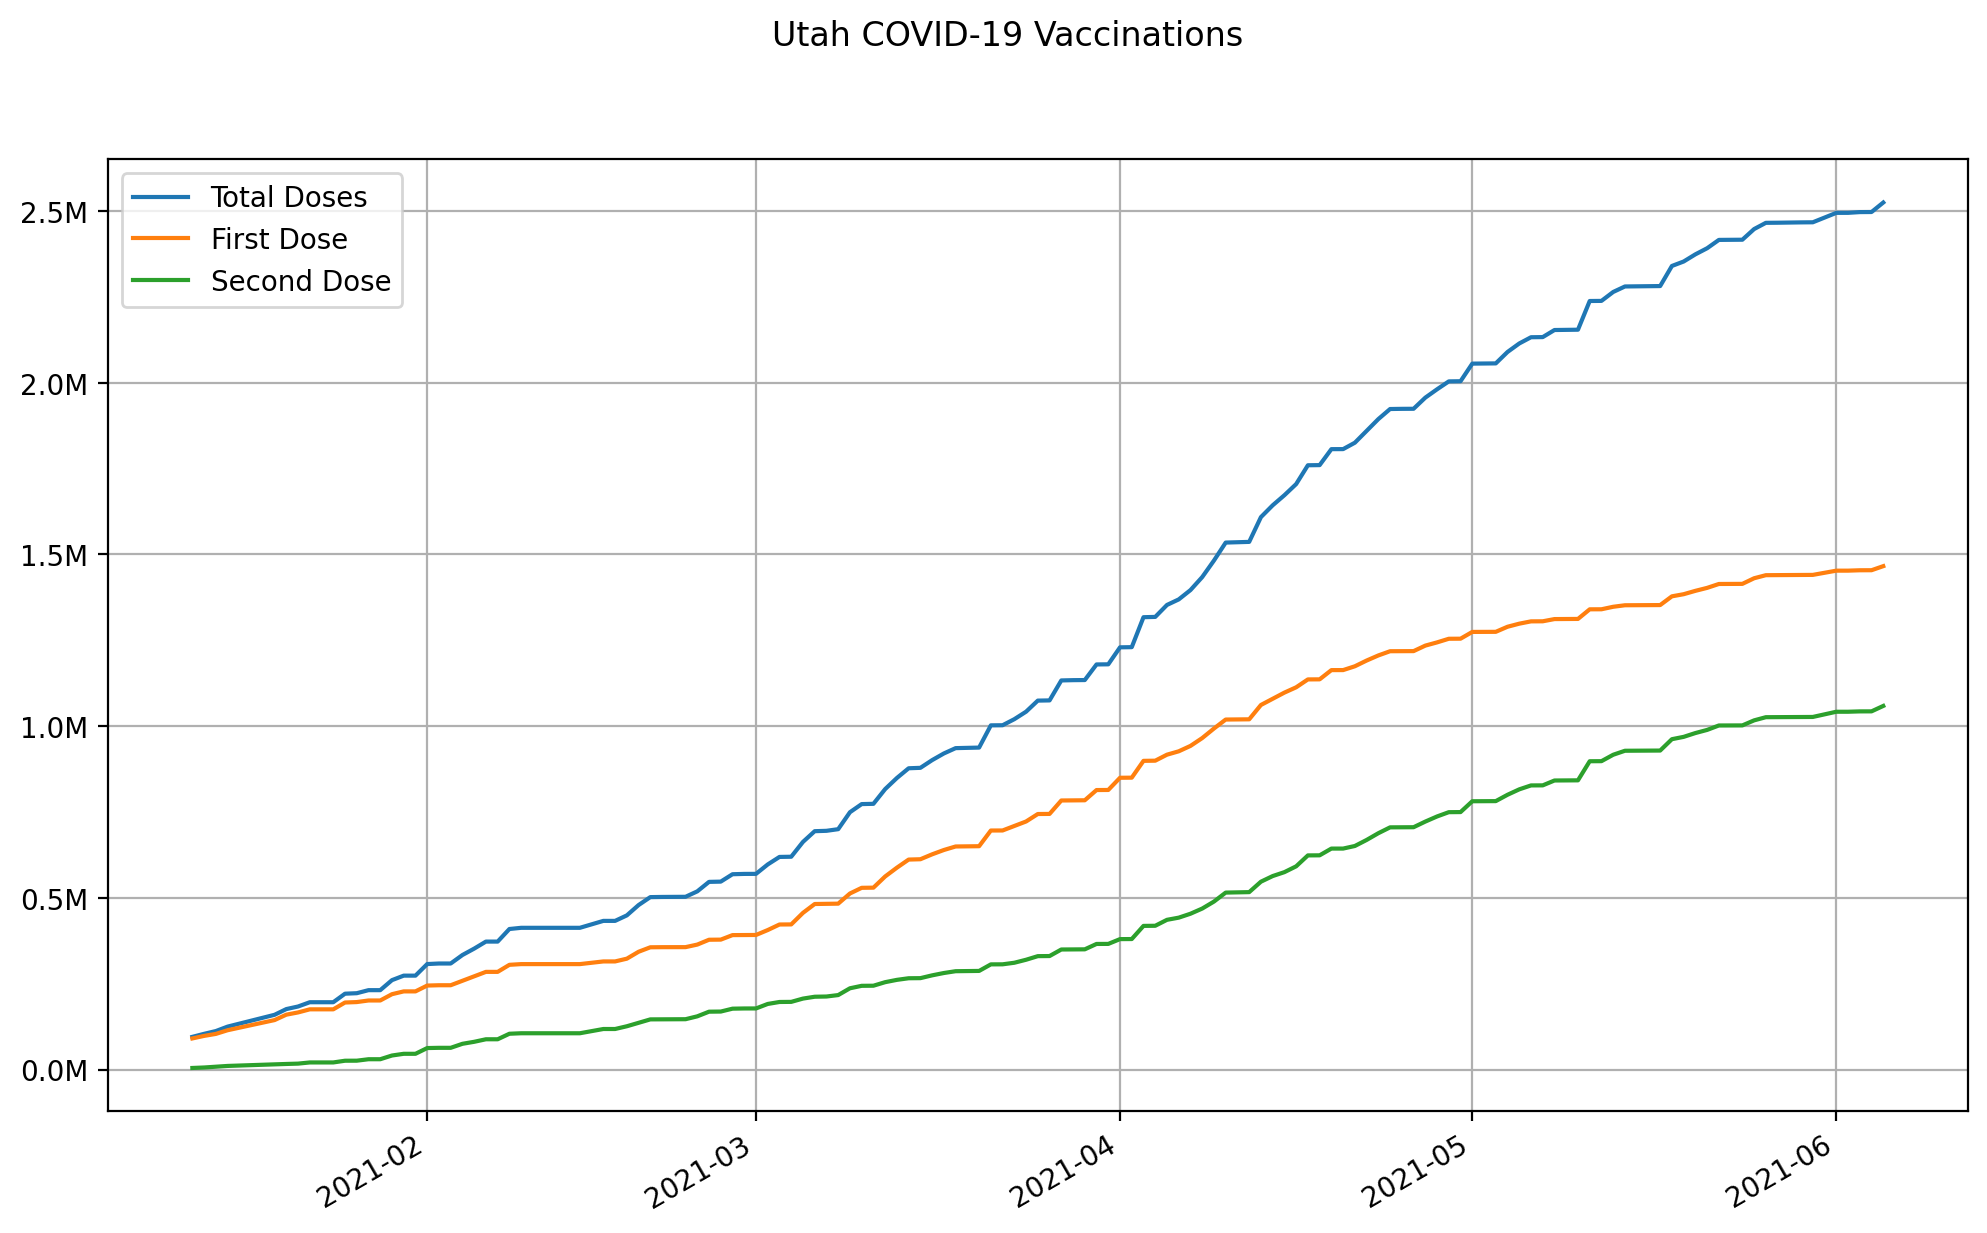 Utah COVID-19 Vaccinations
Total Doses
First Dose
Second Dose
2.5M
2.0M
1.5M
1.0M
0.5M
0.0M
2021-02
2021-03
2021-04
2021-05
2021-06